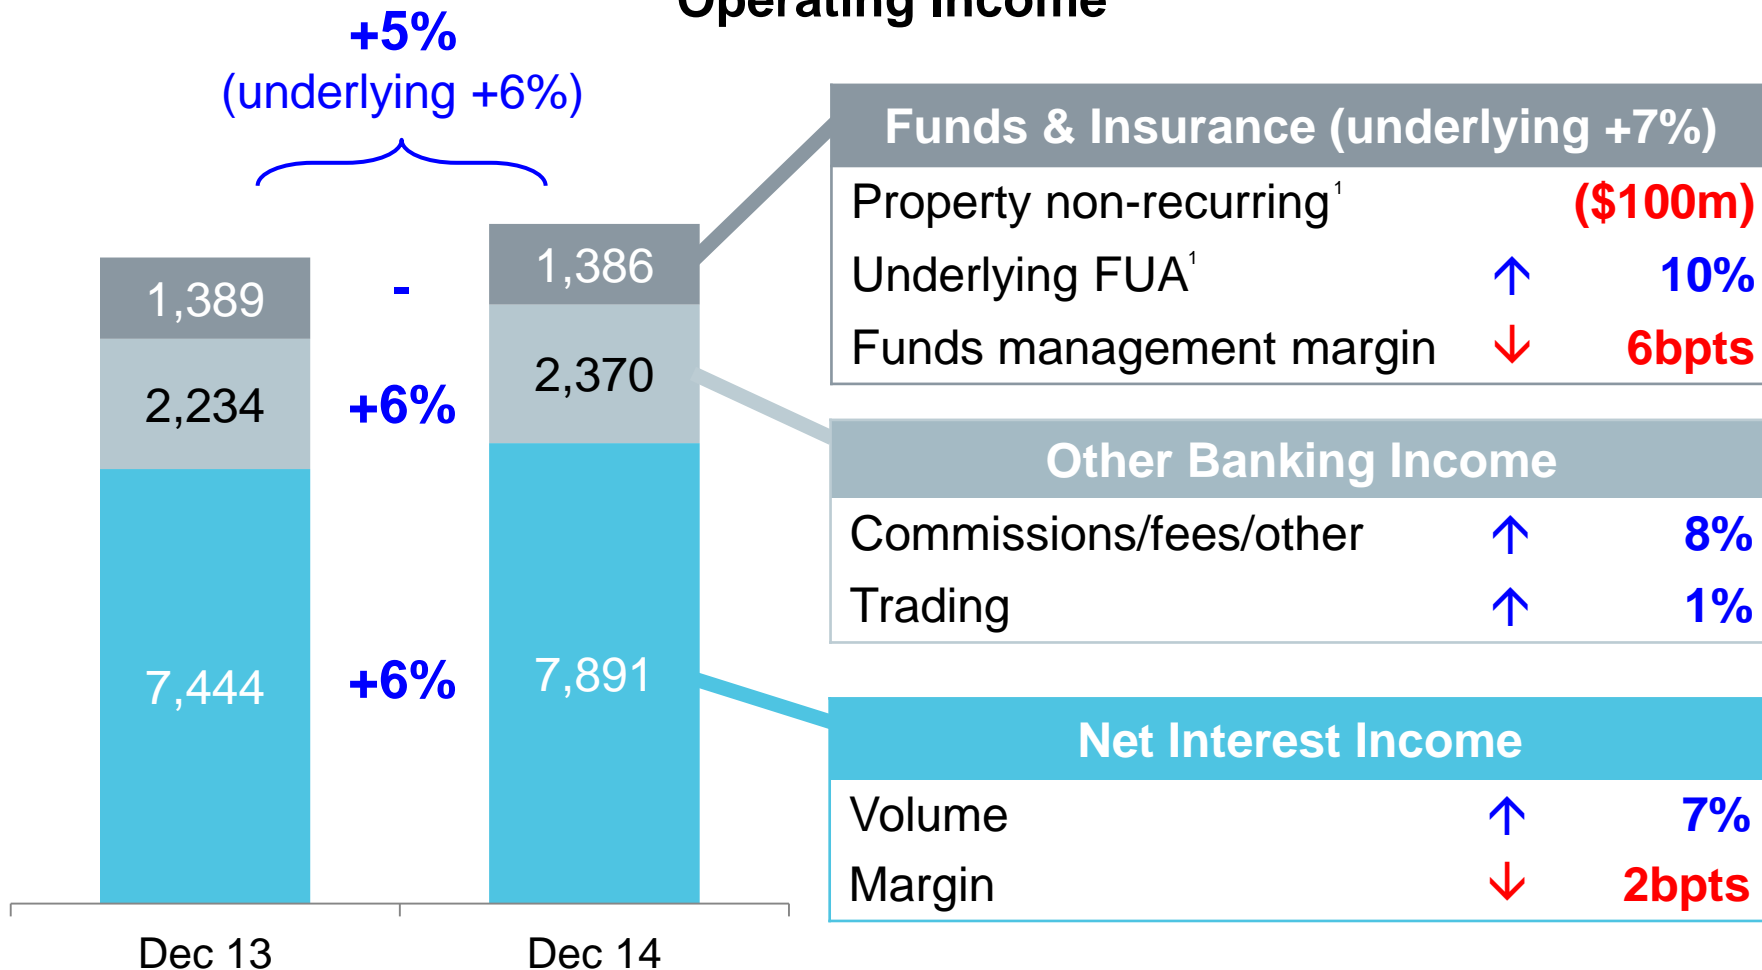 Operating Income
+5%
(underlying +6%)
1,389
-
1,386
2,234
+6%
2,370
7,444
+6%
7,891
Dec 13
Dec 14
Funds & Insurance (underlying +7%)
Property non-recurring¹ ($100m)
Underlying FUA¹ ↑ 10%
Funds management margin ↓ 6bpts
Other Banking Income
Commissions/fees/other ↑ 8%
Trading ↑ 1%
Net Interest Income
Volume ↑ 7%
Margin ↓ 2bpts